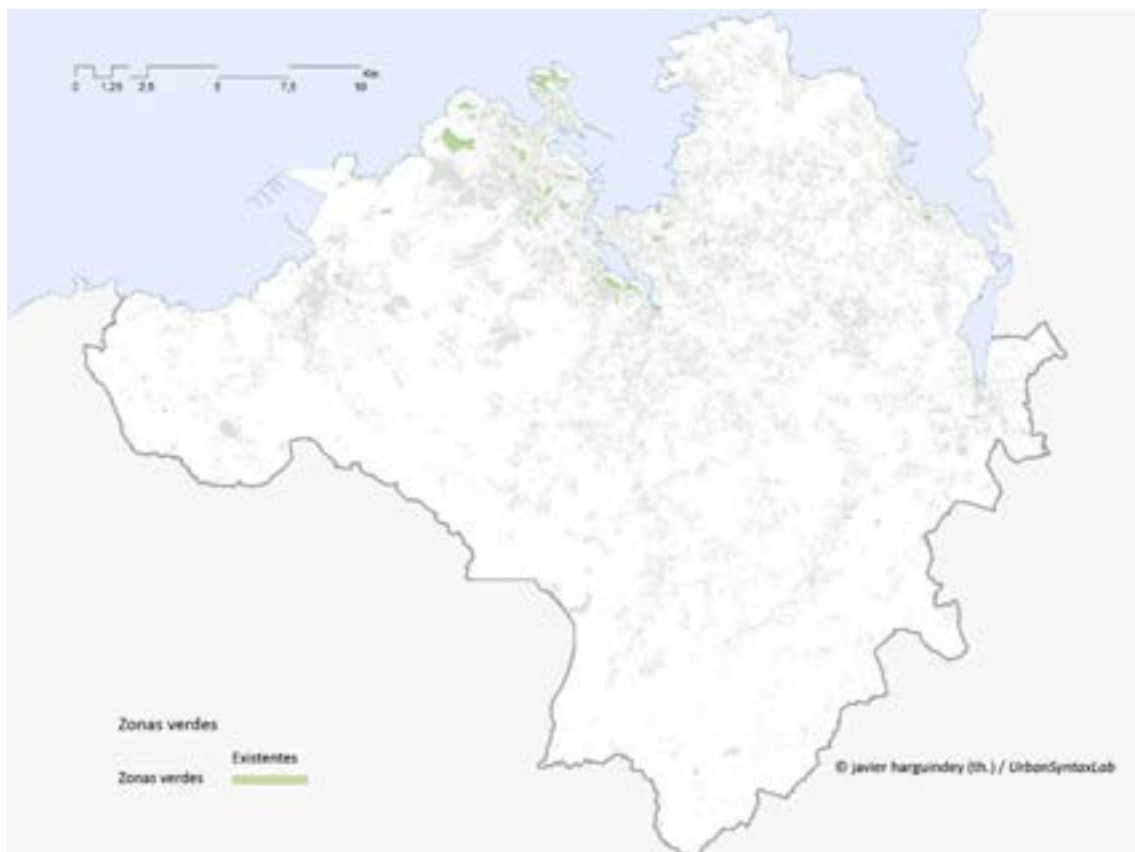 Km
0 1,25 2,5 5 7,5 10
Zonas verdes
Existentes
Zonas verdes
© javier harguindey (th.) / UrbanSyntaxLab